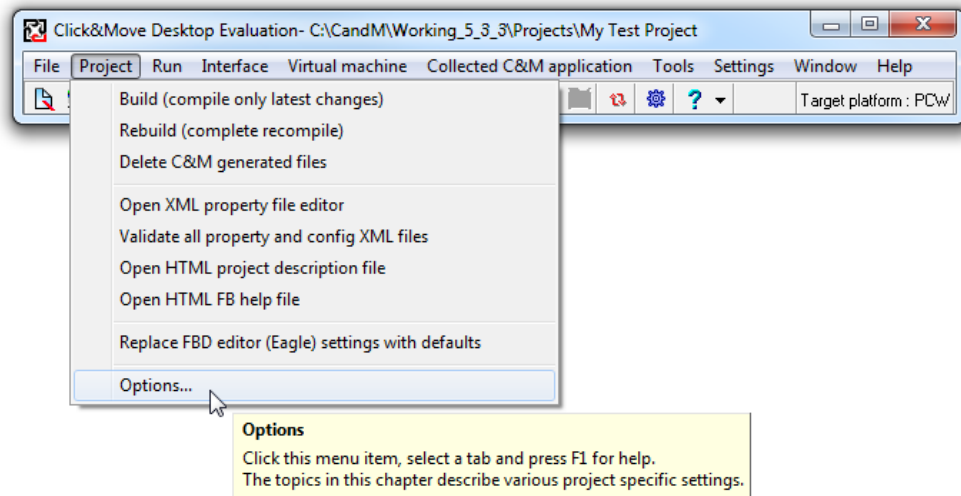 Click&Move Desktop Evaluation- C:\CandM\Working_5_3_3\Projects\My Test Project
File Project Run Interface Virtual machine Collected C&M application Tools Settings Window Help
Target platform : PCW
Build (compile only latest changes)
Rebuild (complete recompile)
Delete C&M generated files
Open XML property file editor
Validate all property and config XML files
Open HTML project description file
Open HTML FB help file
Replace FBD editor (Eagle) settings with defaults
Options...
Options
Click this menu item, select a tab and press F1 for help.
The topics in this chapter describe various project specific settings.